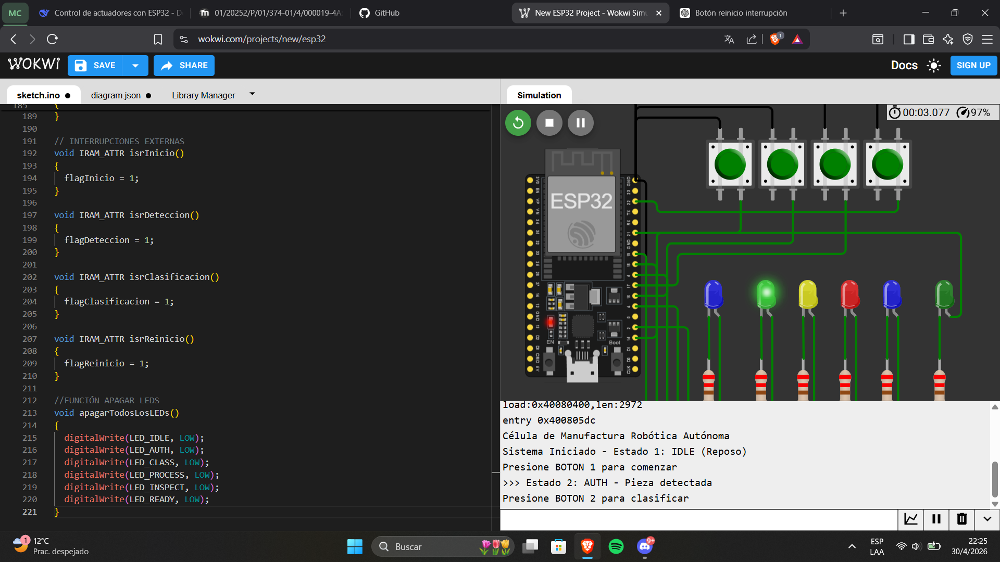 MC
Control de actuadores con ESP32 - D
01/20252/P/01/374-01/4/000019-4A
GitHub
New ESP32 Project - Wokwi Simu
Botón reinicio interrupción
wokwi.com/projects/new/esp32
1
WOKWI
SAVE
SHARE
Docs
SIGN UP
sketch.ino
diagram.json
Library Manager
Simulation
185 {
189 }
190
191 // INTERRUPCIONES EXTERNAS
192 void IRAM_ATTR isrInicio()
193 {
194 flagInicio = 1;
195 }
196
197 void IRAM_ATTR isrDeteccion()
198 {
199 flagDeteccion = 1;
200 }
201
202 void IRAM_ATTR isrClasificacion()
203 {
204 flagClasificacion = 1;
205 }
206
207 void IRAM_ATTR isrReinicio()
208 {
209 flagReinicio = 1;
210 }
211
212 //FUNCIÓN APAGAR LEDS
213 void apagarTodosLosLEDs()
214 {
215 digitalWrite(LED_IDLE, LOW);
216 digitalWrite(LED_AUTH, LOW);
217 digitalWrite(LED_CLASS, LOW);
218 digitalWrite(LED_PROCESS, LOW);
219 digitalWrite(LED_INSPECT, LOW);
220 digitalWrite(LED_READY, LOW);
221 }
00:03.077 97%
ESP32
EN
Boot
load:0x40080400,len:2972
entry 0x400805dc
Célula de Manufactura Robótica Autónoma
Sistema Iniciado - Estado 1: IDLE (Reposo)
Presione BOTON 1 para comenzar
>>> Estado 2: AUTH - Pieza detectada
Presione BOTON 2 para clasificar
1
12°C
Prac. despejado
Buscar
9+
ESP
LAA
22:25
30/4/2026